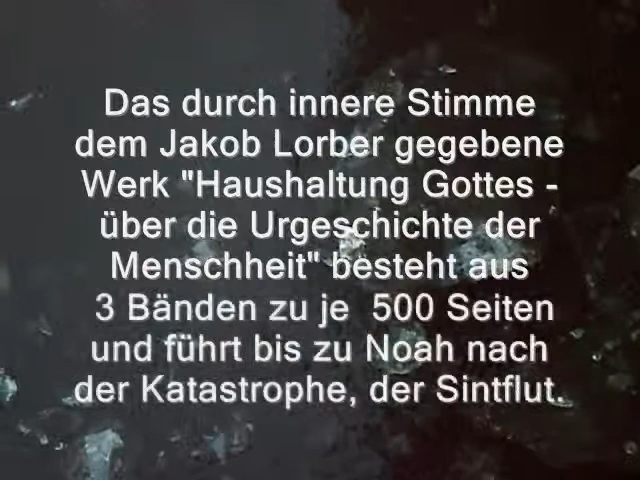 Das durch innere Stimme
dem Jakob Lorber gegebene
Werk "Haushaltung Gottes -
über die Urgeschichte der
Menschheit" besteht aus
3 Bänden zu je 500 Seiten
und führt bis zu Noah nach
der Katastrophe, der Sintflut.